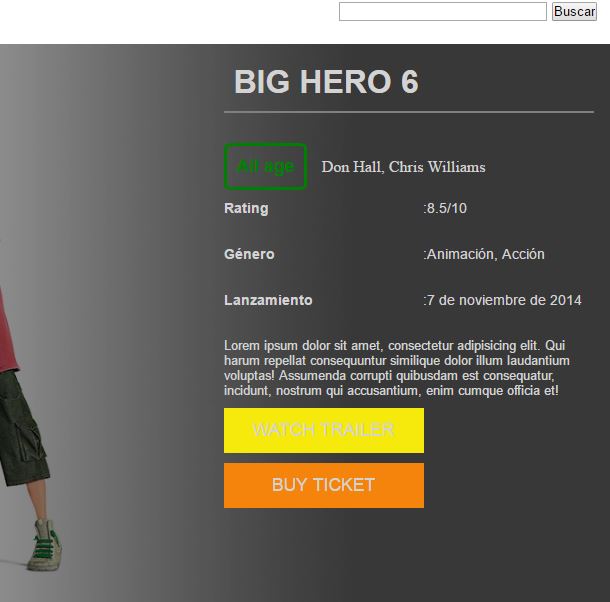 Buscar
BIG HERO 6
All age
Don Hall, Chris Williams
Rating :8.5/10
Género :Animación, Acción
Lanzamiento :7 de noviembre de 2014
Lorem ipsum dolor sit amet, consectetur adipisicing elit. Qui
harum repellat consequuntur similique dolor illum laudantium
voluptas! Assumenda corrupti quibusdam est consequatur,
incidunt, nostrum qui accusantium, enim cumque officia et!
WATCH TRAILER
BUY TICKET